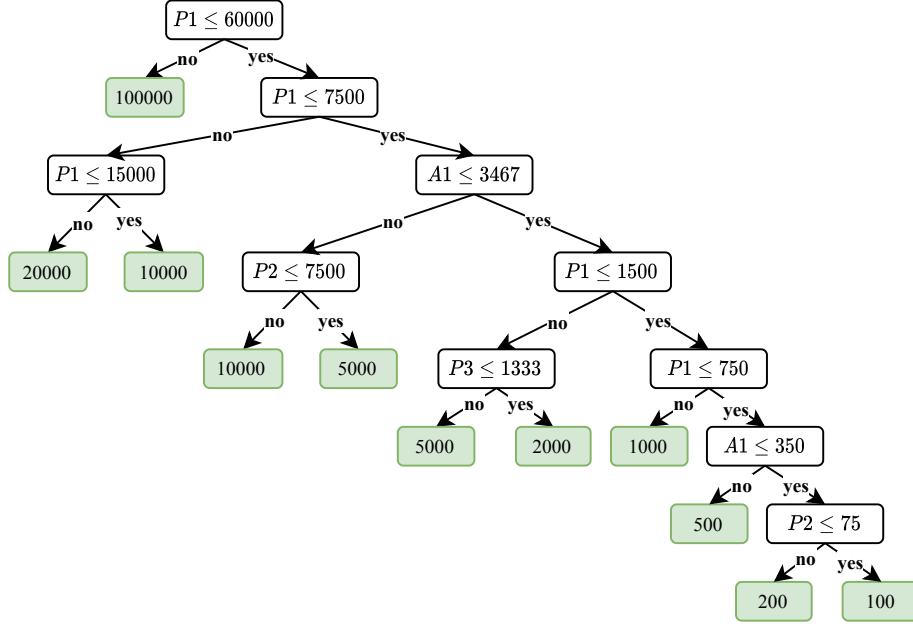 P1 ≤ 60000
no
yes
100000
P1 ≤ 7500
no
yes
P1 ≤ 15000
A1 ≤ 3467
no
yes
no
yes
20000
10000
P2 ≤ 7500
P1 ≤ 1500
no
yes
no
yes
10000
5000
P3 ≤ 1333
P1 ≤ 750
no
yes
no
yes
5000
2000
1000
A1 ≤ 350
no
yes
500
P2 ≤ 75
no
yes
200
100